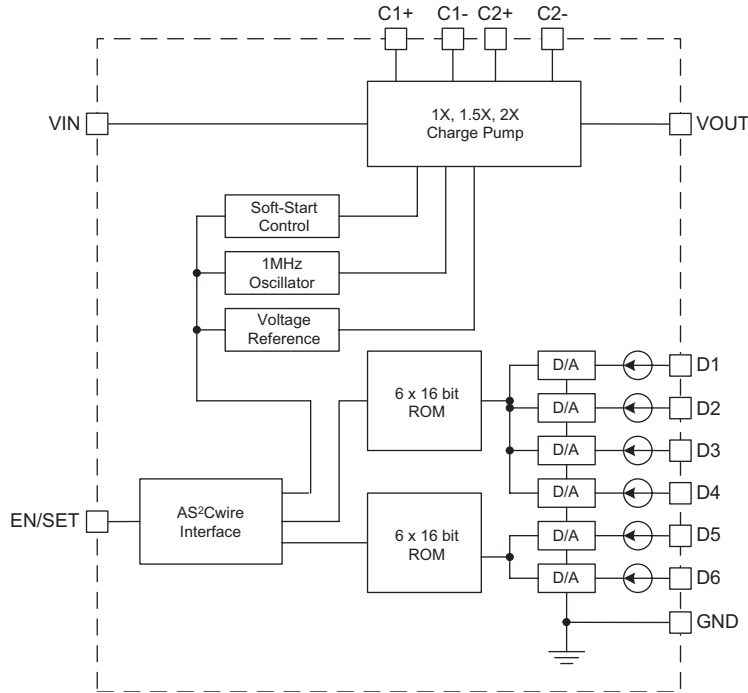 C1+ C1- C2+ C2-
VIN
1X, 1.5X, 2X
Charge Pump
VOUT
Soft-Start
Control
1MHz
Oscillator
Voltage
Reference
6 x 16 bit
ROM
D/A
D1
D/A
D2
D/A
D3
D/A
D4
EN/SET
AS²Cwire
Interface
6 x 16 bit
ROM
D/A
D5
D/A
D6
GND